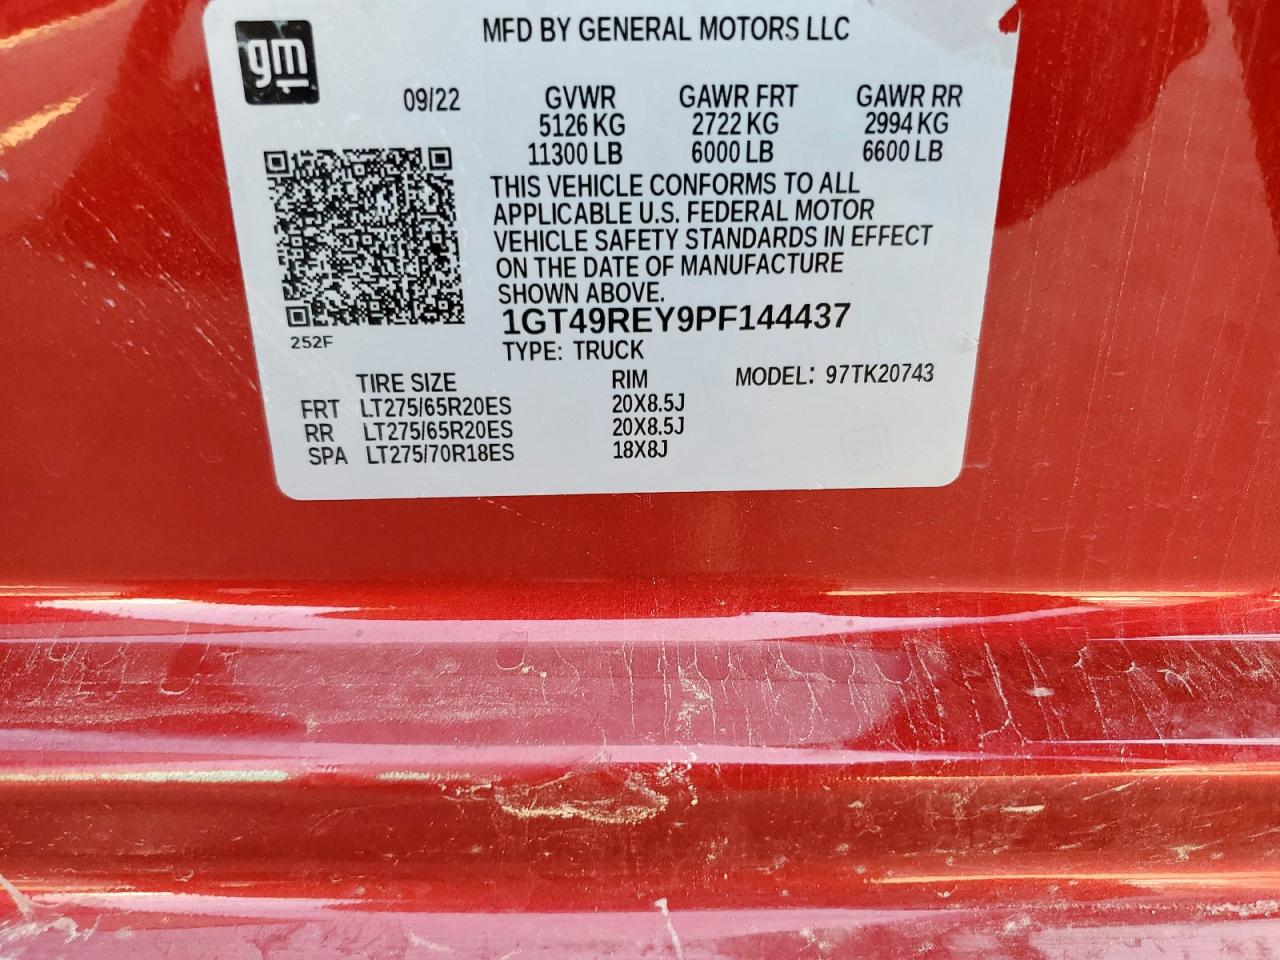 MFD BY GENERAL MOTORS LLC
gm
09/22 GVWR GAWR FRT GAWR RR
5126 KG 2722 KG 2994 KG
11300 LB 6000 LB 6600 LB
THIS VEHICLE CONFORMS TO ALL
APPLICABLE U.S. FEDERAL MOTOR
VEHICLE SAFETY STANDARDS IN EFFECT
ON THE DATE OF MANUFACTURE
SHOWN ABOVE.
1GT49REY9PF144437
252F
TYPE: TRUCK
TIRE SIZE RIM MODEL: 97TK20743
FRT LT275/65R20ES 20X8.5J
RR LT275/65R20ES 20X8.5J
SPA LT275/70R18ES 18X8J